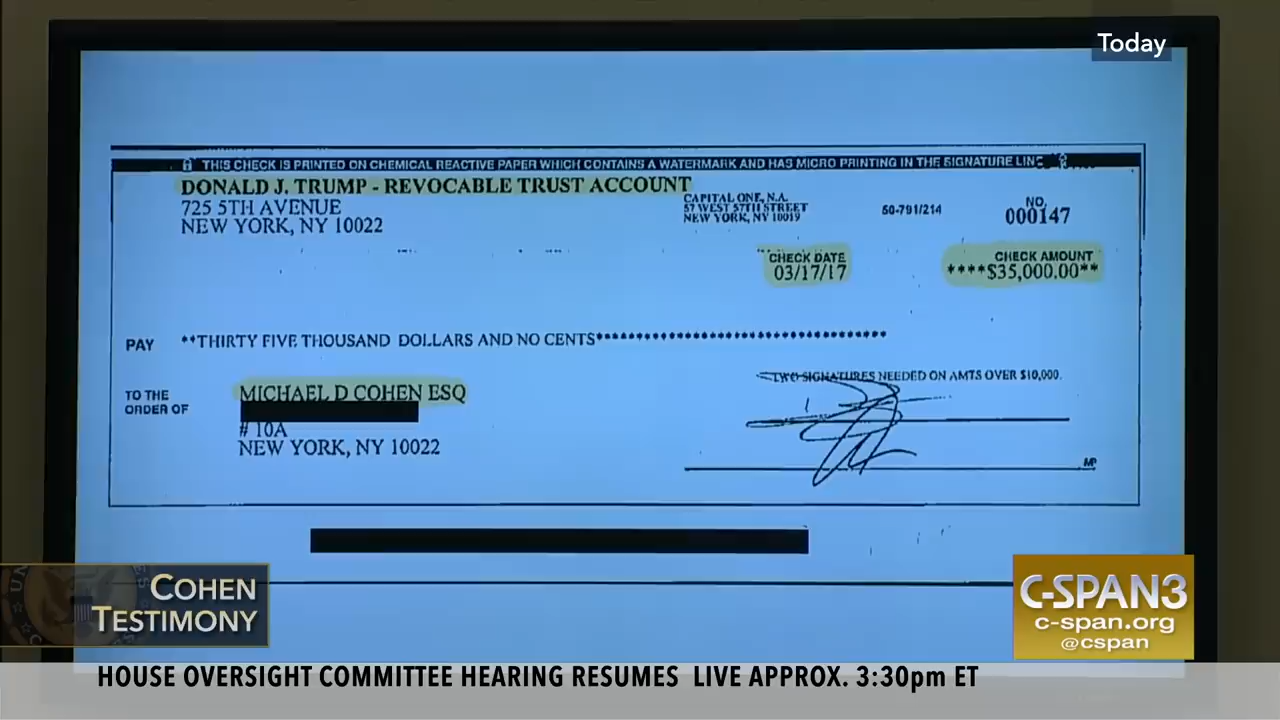 Today
THIS CHECK IS PRINTED ON CHEMICAL REACTIVE PAPER WHICH CONTAINS A WATERMARK AND HAS MICRO PRINTING IN THE SIGNATURE LINE
DONALD J. TRUMP - REVOCABLE TRUST ACCOUNT
725 5TH AVENUE
NEW YORK, NY 10022
CAPITAL ONE, N.A.
57 WEST 57TH STREET
NEW YORK, NY 10019
50-791/214
NO.
000147
CHECK DATE
03/17/17
CHECK AMOUNT
****$35,000.00**
PAY **THIRTY FIVE THOUSAND DOLLARS AND NO CENTS******************************
TWO SIGNATURES NEEDED ON AMTS OVER $10,000.
TO THE
ORDER OF
MICHAEL D COHEN ESQ
# 10A
NEW YORK, NY 10022
MP
COHEN
TESTIMONY
C-SPAN3
c-span.org
@cspan
HOUSE OVERSIGHT COMMITTEE HEARING RESUMES LIVE APPROX. 3:30pm ET